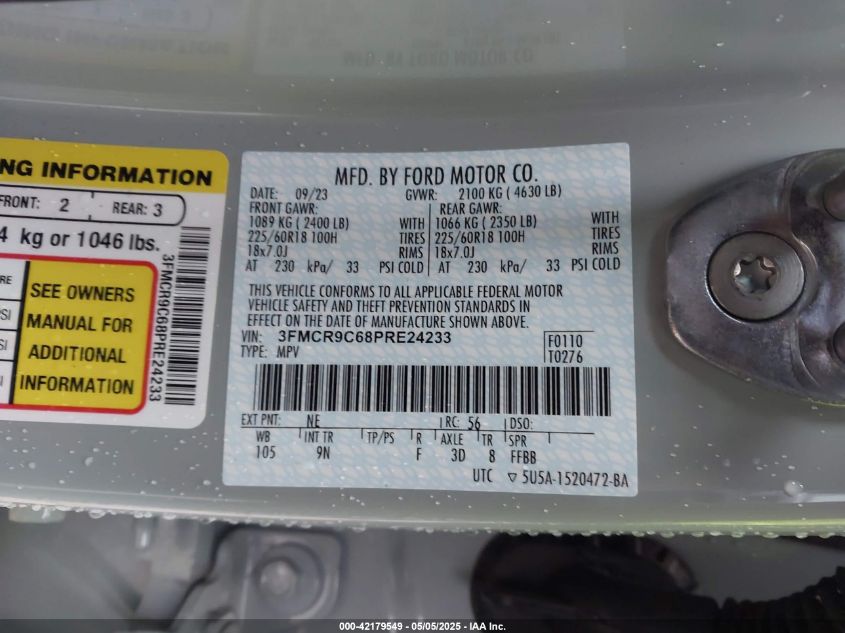 NG INFORMATION
FRONT: 2 REAR: 3
4 kg or 1046 lbs.
SEE OWNERS
MANUAL FOR
ADDITIONAL
INFORMATION
3FMCR9C68PRE24233
MFD. BY FORD MOTOR CO.
DATE: 09/23 GVWR: 2100 KG ( 4630 LB)
FRONT GAWR: REAR GAWR:
1089 KG ( 2400 LB) WITH 1066 KG ( 2350 LB) WITH
225/60R18 100H TIRES 225/60R18 100H TIRES
18x7.0J RIMS 18x7.0J RIMS
AT 230 kPa/ 33 PSI COLD AT 230 kPa/ 33 PSI COLD
THIS VEHICLE CONFORMS TO ALL APPLICABLE FEDERAL MOTOR
VEHICLE SAFETY AND THEFT PREVENTION STANDARDS IN
EFFECT ON THE DATE OF MANUFACTURE SHOWN ABOVE.
VIN: 3FMCR9C68PRE24233 F0110
TYPE: MPV T0276
EXT PNT: NE RC: 56 DSO:
WB INT TR TP/PS R AXLE TR SPR
105 9N F 3D 8 FFBB
UTC 5U5A-1520472-BA
000-42179549 - 05/05/2025 - IAA Inc.